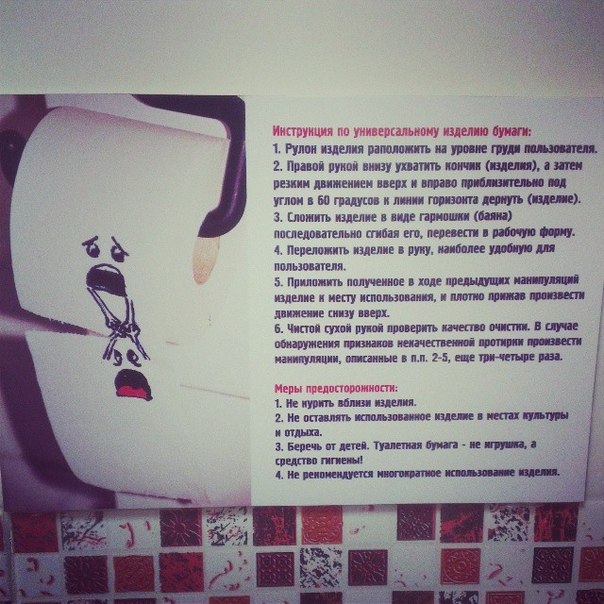 Инструкция по универсальному изделию бумаги:
1. Рулон изделия раположить на уровне груди пользователя.
2. Правой рукой внизу ухватить кончик (изделия), а затем
резким движением вверх и вправо приблизительно под
углом в 60 градусов к линии горизонта дернуть (изделие).
3. Сложить изделие в виде гармошки (баяна)
последовательно сгибая его, перевести в рабочую форму.
4. Переложить изделие в руку, наиболее удобную для
пользователя.
5. Приложить полученное в ходе предыдущих манипуляций
изделие к месту использования, и плотно прижав произвести
движение снизу вверх.
6. Чистой сухой рукой проверить качество очистки. В случае
обнаружения признаков некачественной протирки произвести
манипуляции, описанные в п.п. 2-5, еще три-четыре раза.
Меры предосторожности:
1. Не курить вблизи изделия.
2. Не оставлять использованное изделие в местах культуры
и отдыха.
3. Беречь от детей. Туалетная бумага - не игрушка, а
средство гигиены!
4. Не рекомендуется многократное использование изделия.